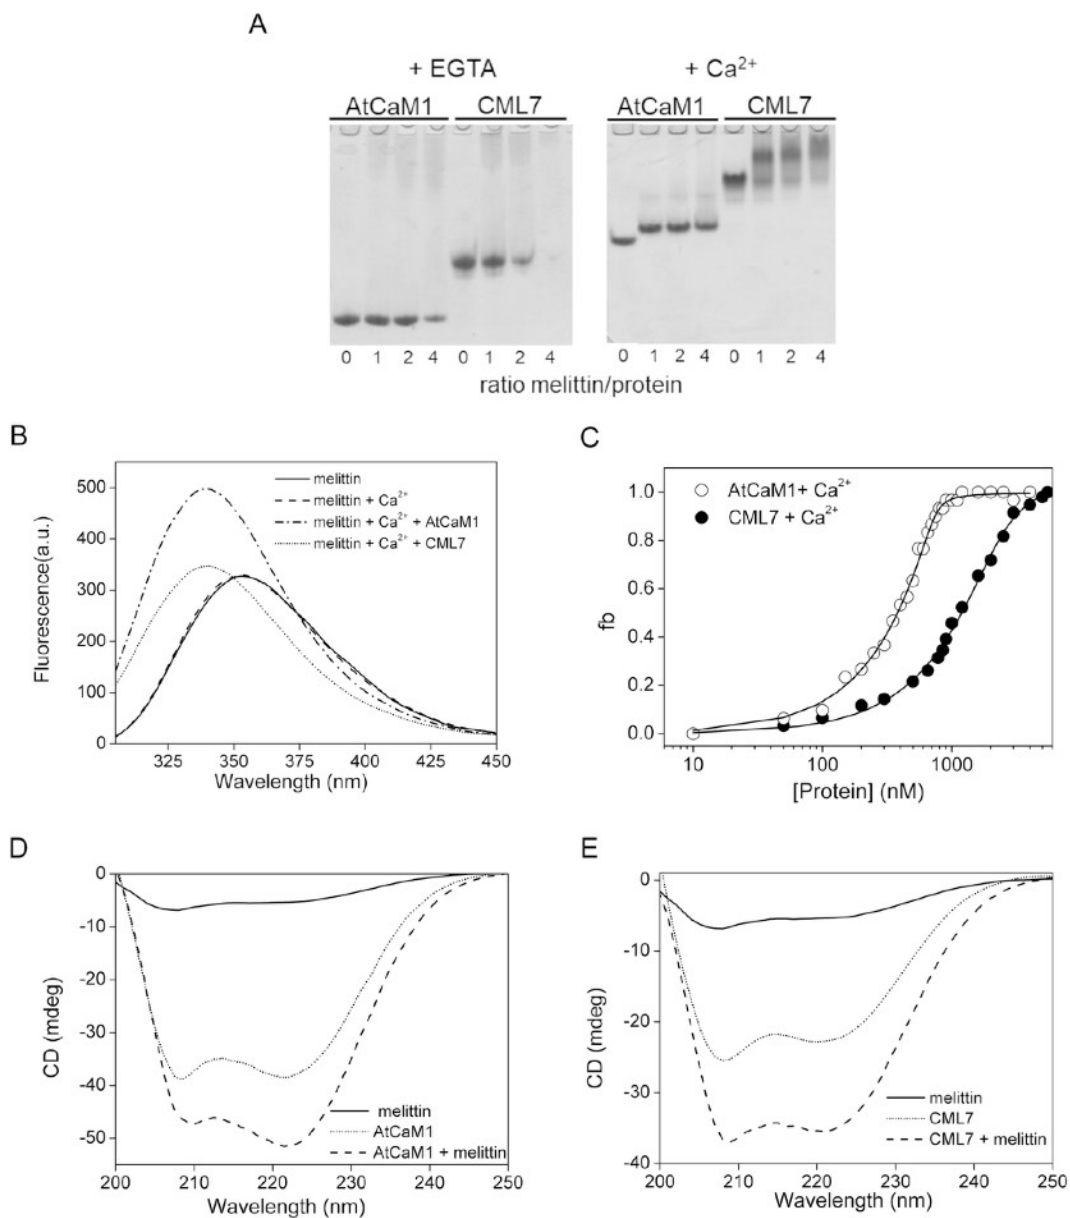 A
+ EGTA + Ca²⁺
AtCaM1 CML7 AtCaM1 CML7
0 1 2 4 0 1 2 4 0 1 2 4 0 1 2 4
ratio melittin/protein
B
melittin
melittin + Ca²⁺
melittin + Ca²⁺ + AtCaM1
melittin + Ca²⁺ + CML7
500
400
300
200
100
0
Fluorescence(a.u.)
325 350 375 400 425 450
Wavelength (nm)
C
AtCaM1+ Ca²⁺
CML7 + Ca²⁺
1.0
0.8
0.6
0.4
0.2
0.0
fb
10 100 1000
[Protein] (nM)
D
0
-10
-20
-30
-40
-50
CD (mdeg)
melittin
AtCaM1
AtCaM1 + melittin
200 210 220 230 240 250
Wavelength (nm)
E
0
-10
-20
-30
-40
CD (mdeg)
melittin
CML7
CML7 + melittin
200 210 220 230 240 250
Wavelength (nm)